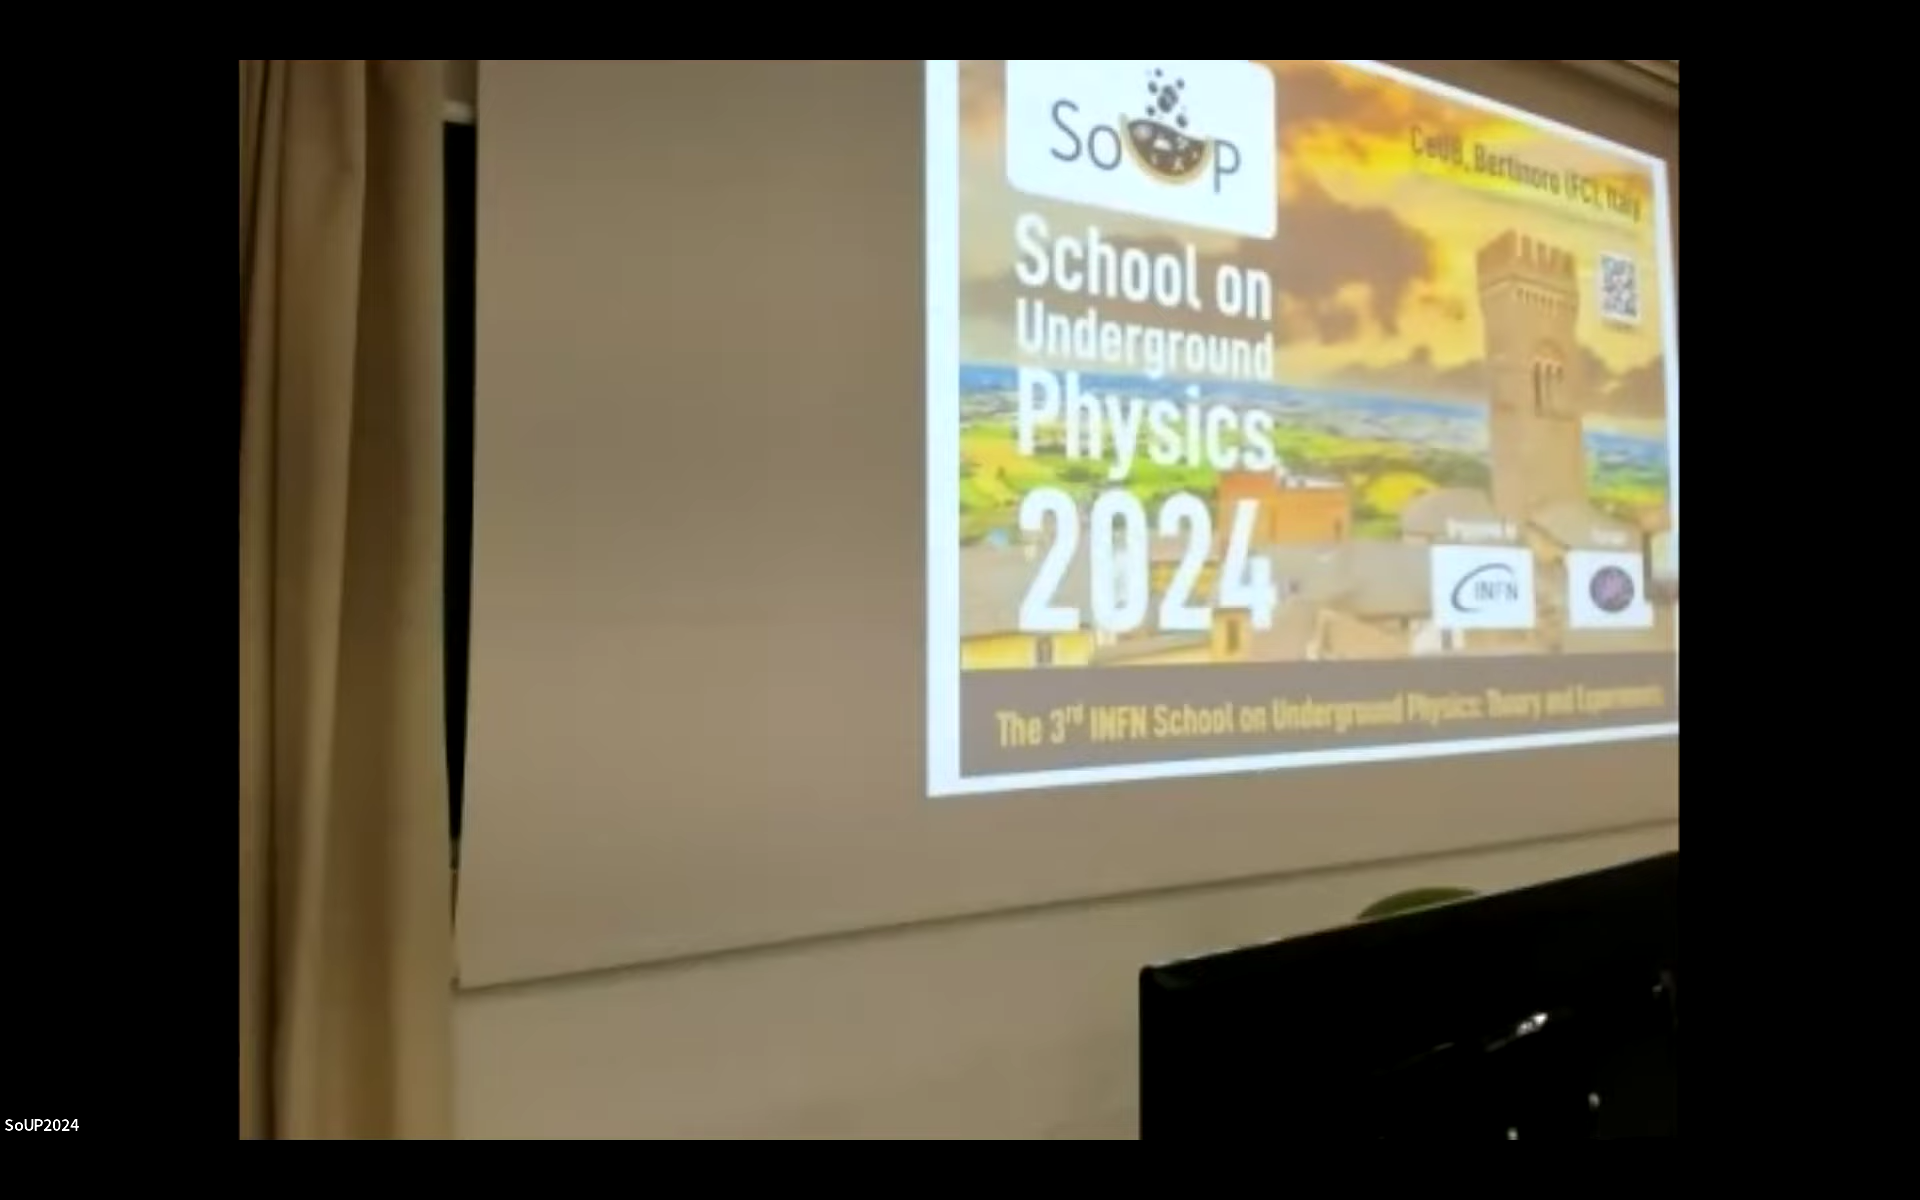 SoUP
CeUB, Bertinoro (FC), Italy
School on
Underground
Physics
2024
INFN
The 3rd INFN School on Underground Physics: Theory and Experiments
SoUP2024